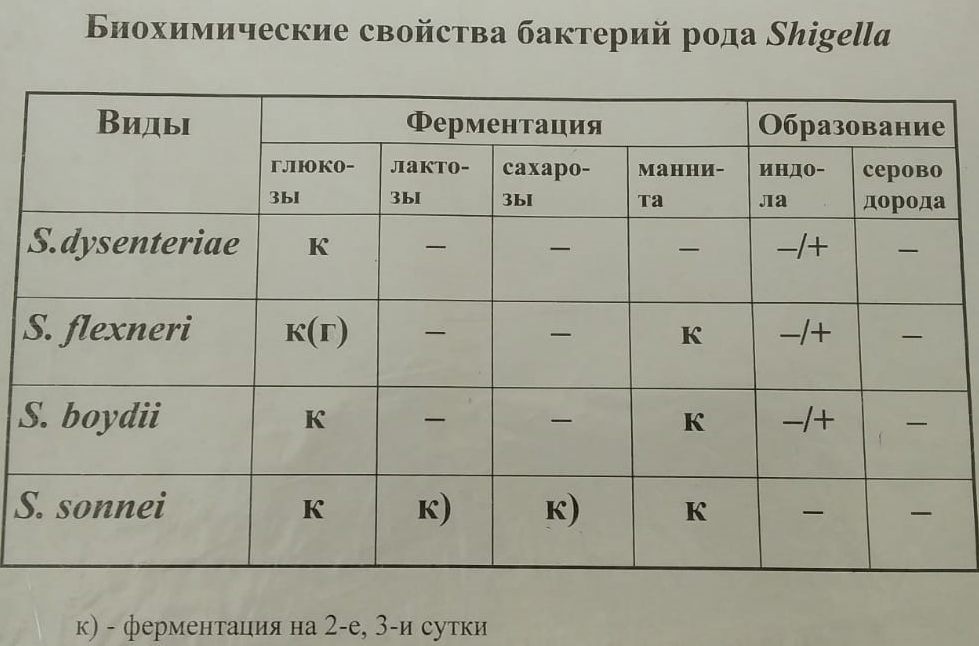 Биохимические свойства бактерий рода Shigella
Виды Ферментация Образование
глюко- лакто- сахаро- манни- индо- серово
зы зы зы та ла дорода
S.dysenteriae к – – – –/+ –
S. flexneri к(г) – – к –/+ –
S. boydii к – – к –/+ –
S. sonnei к к) к) к – –
к) - ферментация на 2-е, 3-и сутки